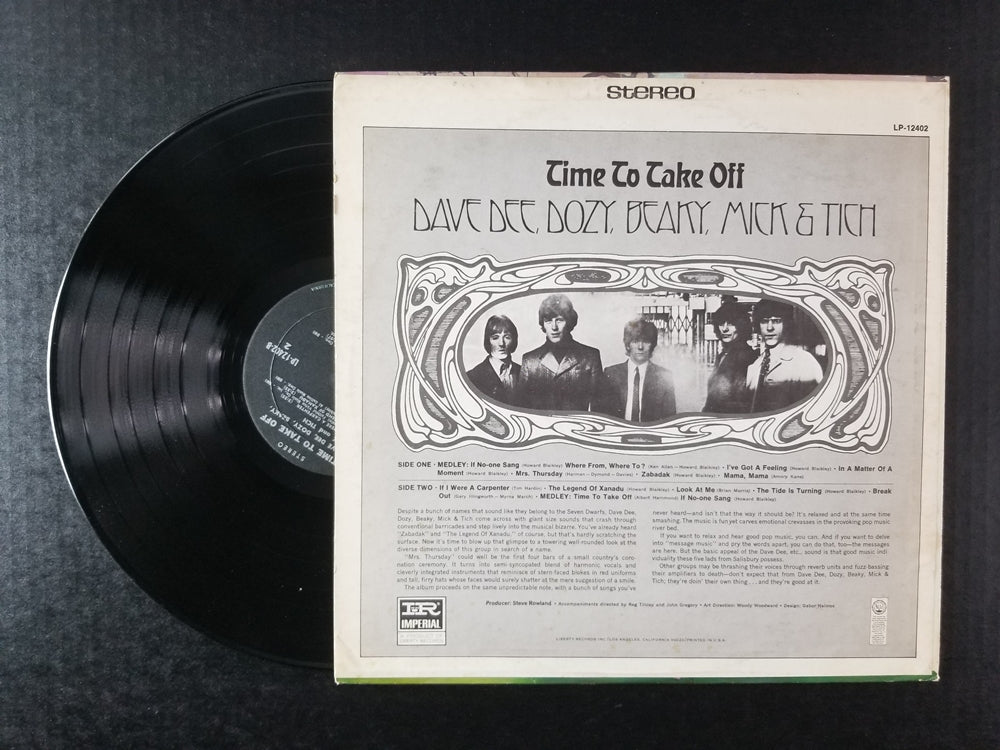 STEREO
LP-12402
Time To Take Off
DAVE DEE, DOZY, BEAKY, MICK & TICH
SIDE ONE • MEDLEY: If No-one Sang (Howard Blaikley) Where From, Where To? (Ken Allan – Howard Blaikley) • I've Got A Feeling (Howard Blaikley) • In A Matter Of A
Moment (Howard Blaikley) • Mrs. Thursday (Harman – Dymond – Davies) • Zabadak (Howard Blaikley) • Mama, Mama (Amory Kane)
SIDE TWO • If I Were A Carpenter (Tim Hardin) • The Legend Of Xanadu (Howard Blaikley) • Look At Me (Brian Morris) • The Tide Is Turning (Howard Blaikley) • Break
Out (Gary Illingworth – Myrna March) • MEDLEY: Time To Take Off (Albert Hammond) If No-one Sang (Howard Blaikley)
Despite a bunch of names that sound like they belong to the Seven Dwarfs, Dave Dee,
Dozy, Beaky, Mick & Tich come across with giant size sounds that crash through
conventional barricades and step lively into the musical bizarre. You've already heard
"Zabadak" and "The Legend Of Xanadu," of course, but that's hardly scratching the
surface. Now it's time to blow up that glimpse to a towering well-rounded look at the
diverse dimensions of this group in search of a name.
"Mrs. Thursday" could well be the first four bars of a small country's coro-
nation ceremony. It turns into semi-syncopated blend of harmonic vocals and
cleverly integrated instruments that reminisce of stern-faced blokes in red uniforms
and tall, firry hats whose faces would surely shatter at the mere suggestion of a smile.
The album proceeds on the same unpredictable note, with a bunch of songs you've
never heard—and isn't that the way it should be? It's relaxed and at the same time
smashing. The music is fun yet carves emotional crevasses in the provoking pop music
river bed.
If you want to relax and hear good pop music, you can. And if you want to delve
into "message music" and pry the words apart, you can do that, too—the messages
are here. But the basic appeal of the Dave Dee, etc., sound is that good music indi-
viduality these five lads from Salisbury possess.
Other groups may be thrashing their voices through reverb units and fuzz-bassing
their amplifiers to death—don't expect that from Dave Dee, Dozy, Beaky, Mick &
Tich; they're doin' their own thing . . . and they're good at it.
Producer: Steve Rowland • Accompaniments directed by Reg Tilsley and John Gregory • Art Direction: Woody Woodward • Design: Gabor Halmos
IR
IMPERIAL
A PRODUCT OF
LIBERTY RECORDS
LIBERTY RECORDS INC./LOS ANGELES, CALIFORNIA 90028/PRINTED IN U.S.A.
CALIFORNIA
LP-12402-B
2
DOZY, BEAKY,
and TICH
TIME TO TAKE OFF
STEREO